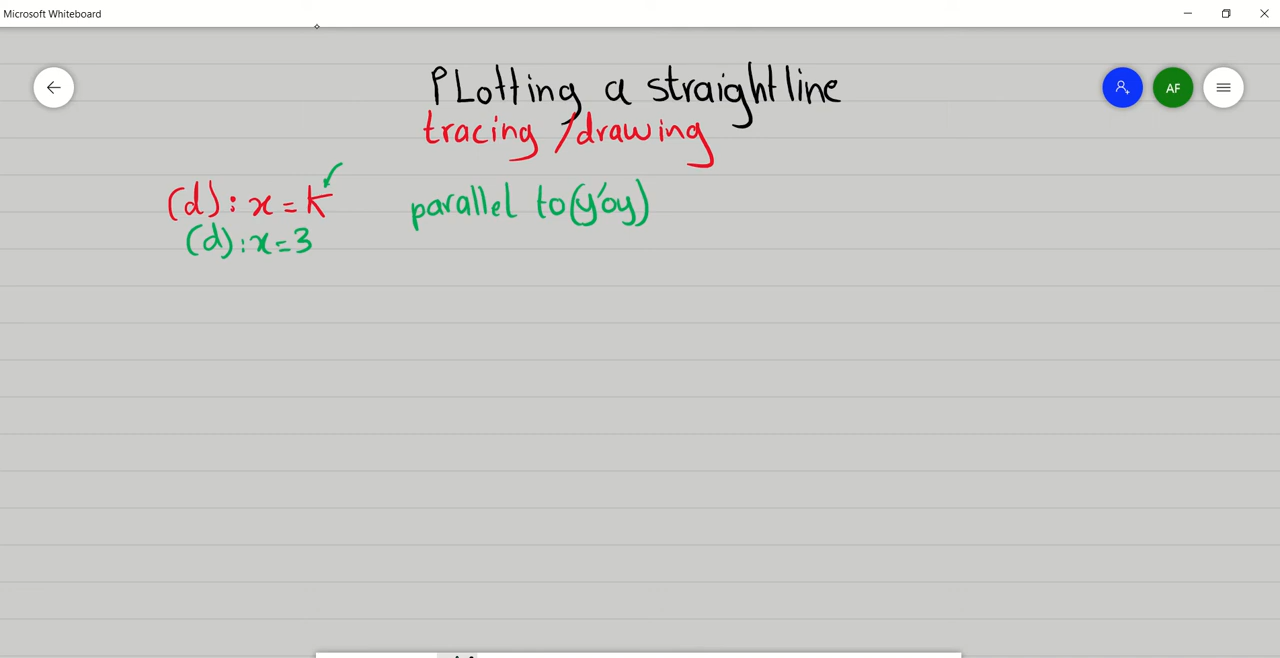 Microsoft Whiteboard
PLotting a straight line
AF
tracing /drawing
(d): x = K parallel to (y'oy)
(d): x = 3